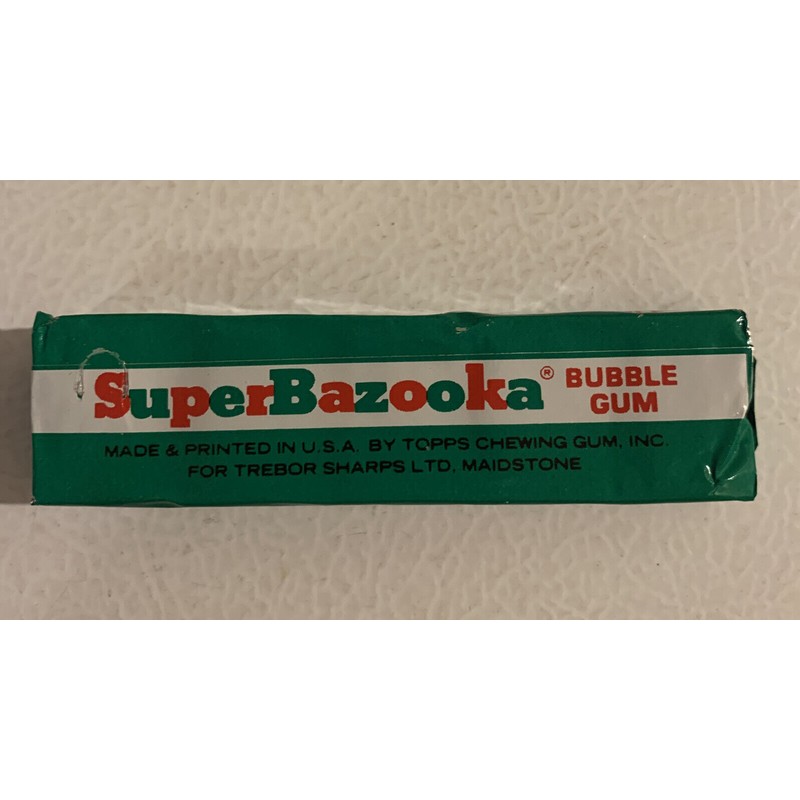 SuperBazooka® BUBBLE
GUM
MADE & PRINTED IN U.S.A. BY TOPPS CHEWING GUM, INC.
FOR TREBOR SHARPS LTD. MAIDSTONE